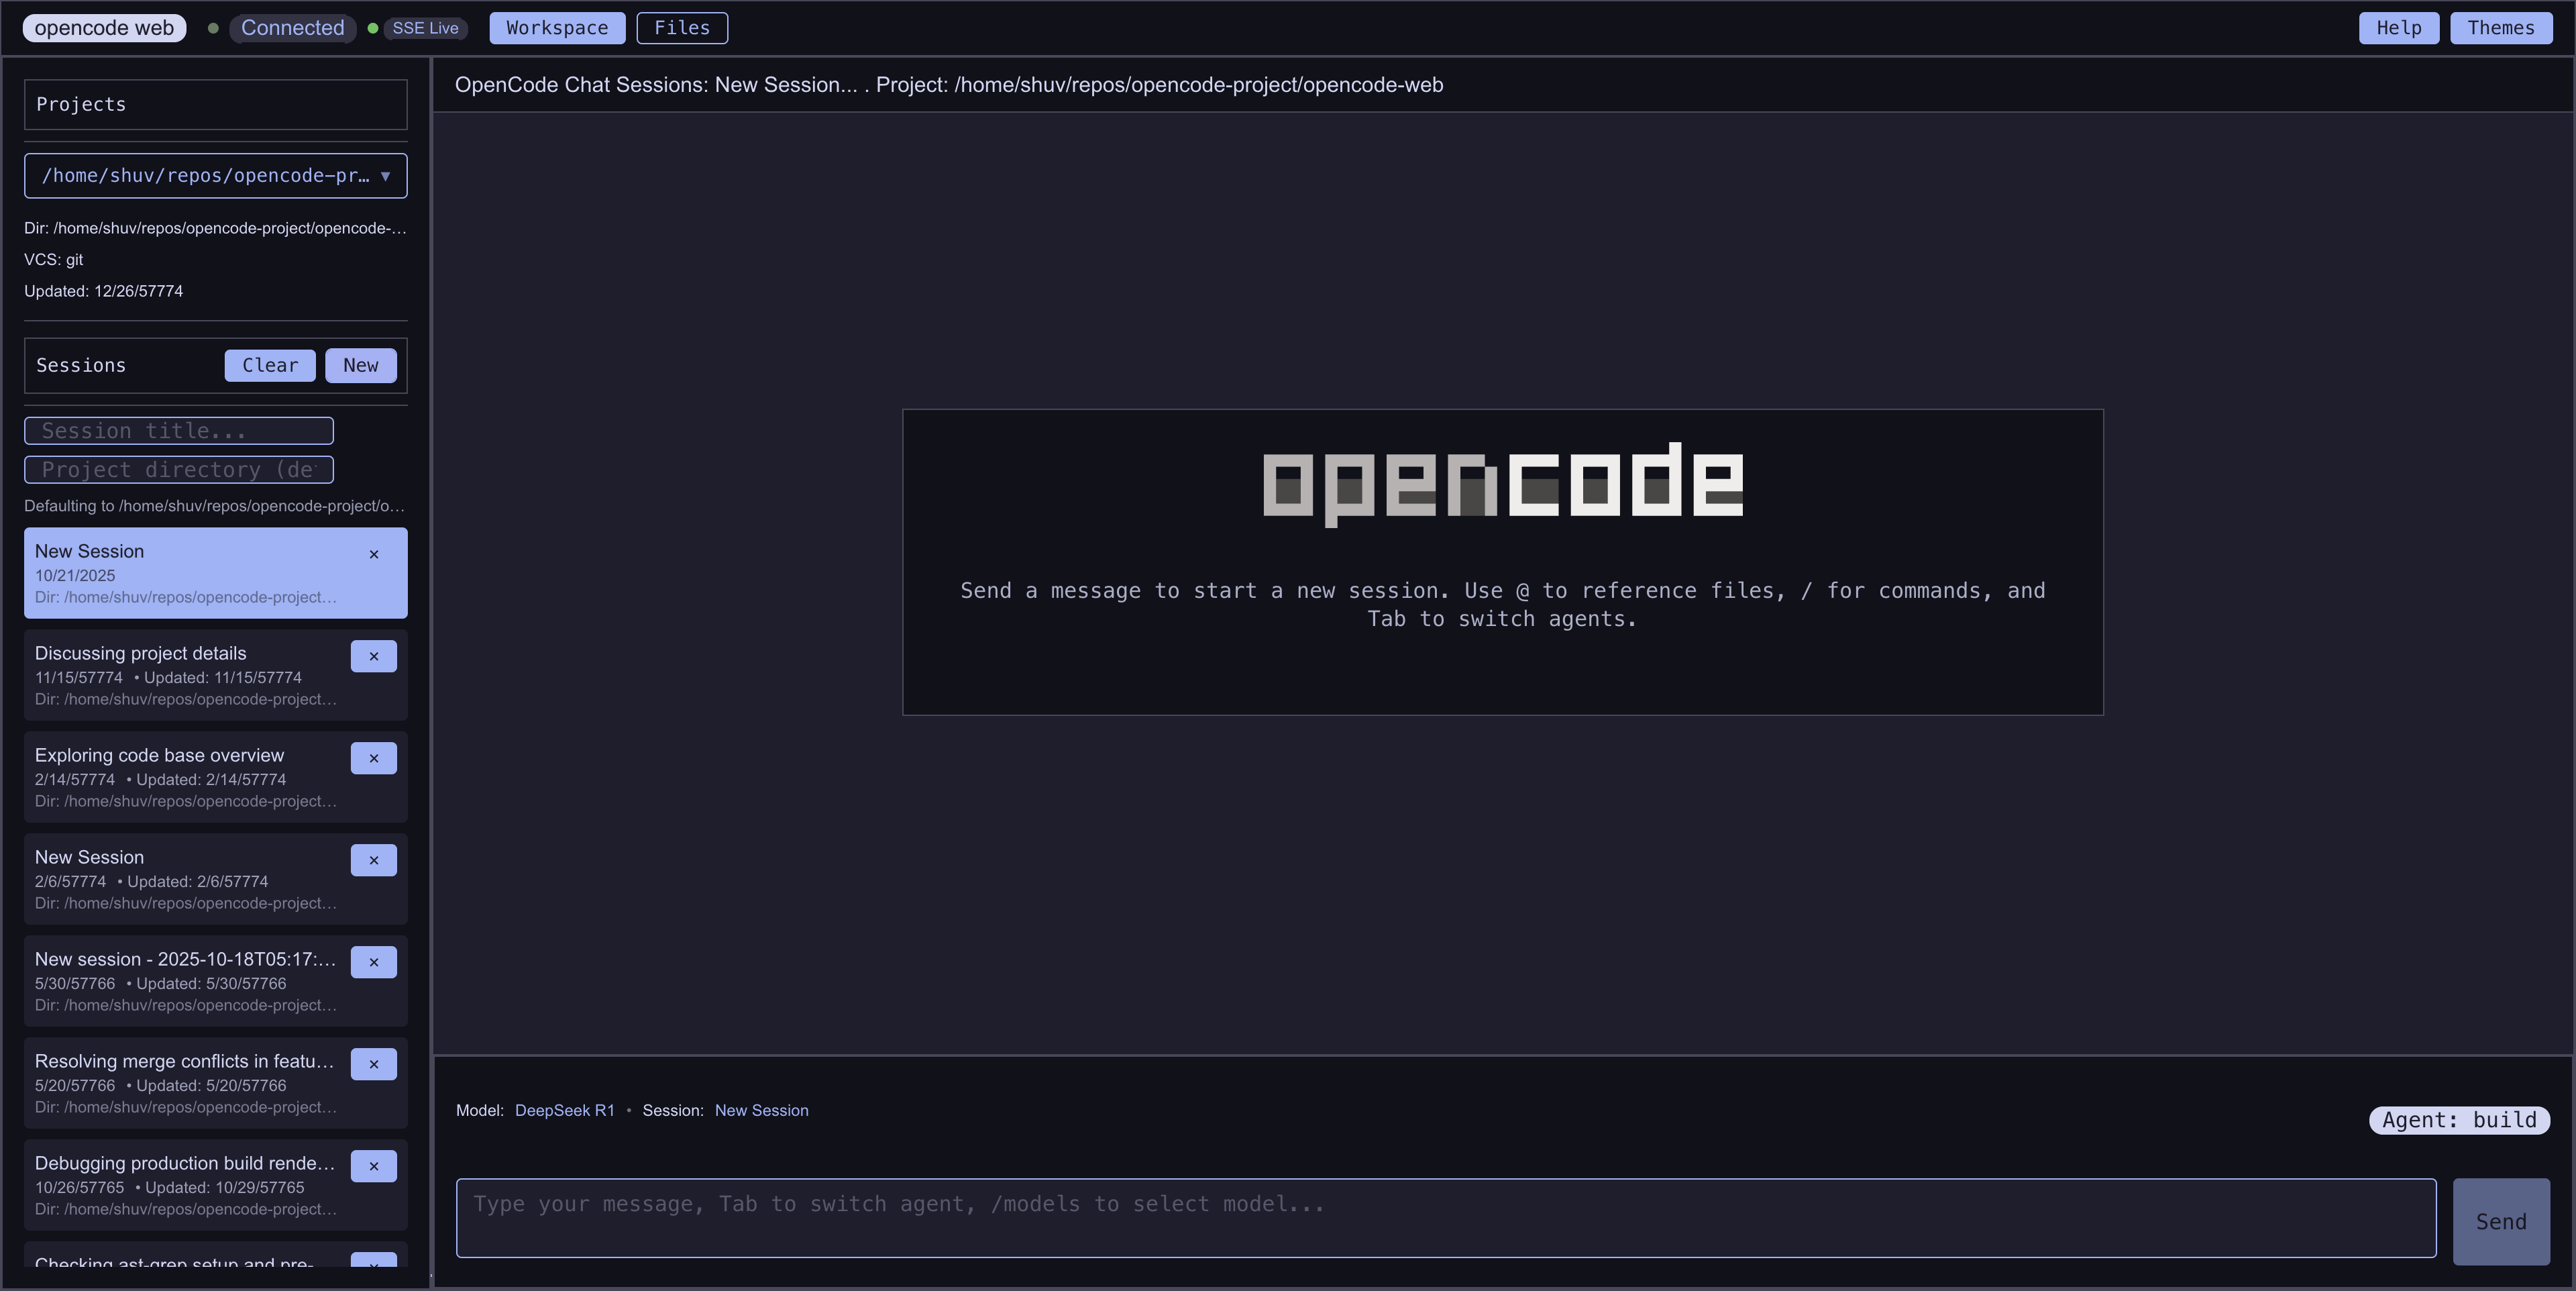 opencode web Connected SSE Live Workspace Files Help Themes
Projects
/home/shuv/repos/opencode-pr… ▼
Dir: /home/shuv/repos/opencode-project/opencode-…
VCS: git
Updated: 12/26/57774
Sessions Clear New
Session title...
Project directory (de
Defaulting to /home/shuv/repos/opencode-project/o…
New Session ×
10/21/2025
Dir: /home/shuv/repos/opencode-project…
Discussing project details ×
11/15/57774 • Updated: 11/15/57774
Dir: /home/shuv/repos/opencode-project…
Exploring code base overview ×
2/14/57774 • Updated: 2/14/57774
Dir: /home/shuv/repos/opencode-project…
New Session ×
2/6/57774 • Updated: 2/6/57774
Dir: /home/shuv/repos/opencode-project…
New session - 2025-10-18T05:17:… ×
5/30/57766 • Updated: 5/30/57766
Dir: /home/shuv/repos/opencode-project…
Resolving merge conflicts in featu… ×
5/20/57766 • Updated: 5/20/57766
Dir: /home/shuv/repos/opencode-project…
Debugging production build rende… ×
10/26/57765 • Updated: 10/29/57765
Dir: /home/shuv/repos/opencode-project…
Checking ast-grep setup and pre- ×
OpenCode Chat Sessions: New Session... . Project: /home/shuv/repos/opencode-project/opencode-web
opencode
Send a message to start a new session. Use @ to reference files, / for commands, and
Tab to switch agents.
Model: DeepSeek R1 • Session: New Session
Agent: build
Type your message, Tab to switch agent, /models to select model...
Send